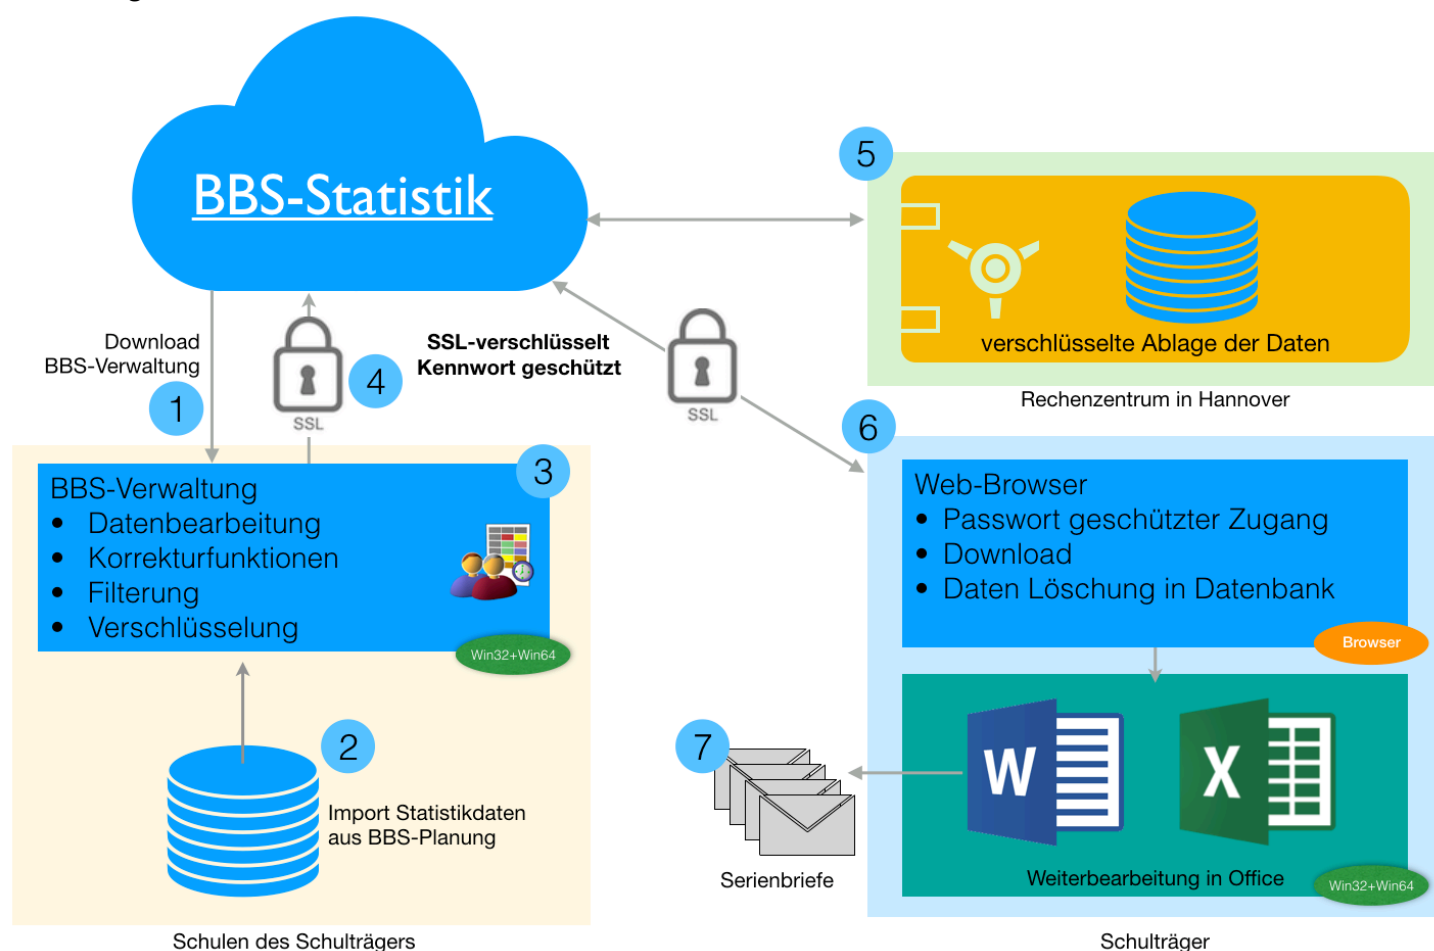 BBS-Statistik
5
verschlüsselte Ablage der Daten
Rechenzentrum in Hannover
Download
BBS-Verwaltung
1
4
SSL
SSL-verschlüsselt
Kennwort geschützt
SSL
6
3
BBS-Verwaltung
• Datenbearbeitung
• Korrekturfunktionen
• Filterung
• Verschlüsselung
Win32+Win64
Web-Browser
• Passwort geschützter Zugang
• Download
• Daten Löschung in Datenbank
Browser
2
Import Statistikdaten
aus BBS-Planung
7
Serienbriefe
W
X
Weiterbearbeitung in Office
Win32+Win64
Schulen des Schulträgers
Schulträger